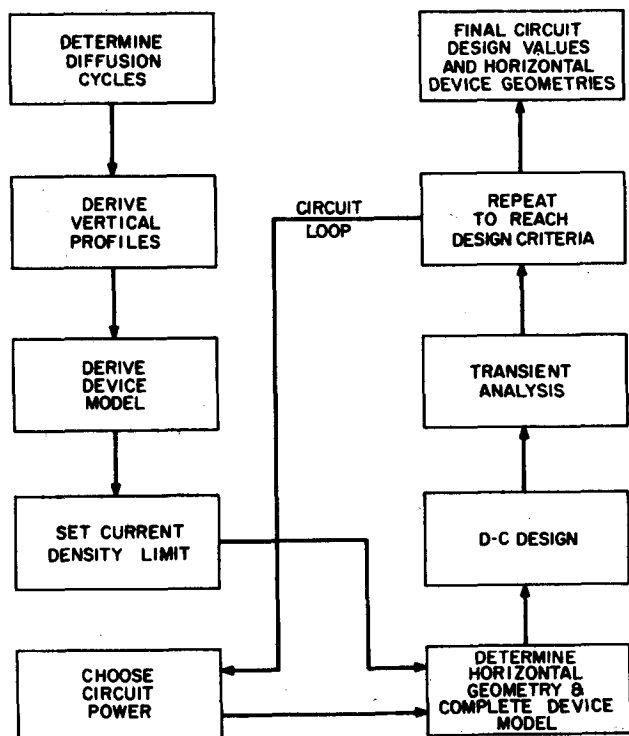 DETERMINE
DIFFUSION
CYCLES
DERIVE
VERTICAL
PROFILES
DERIVE
DEVICE
MODEL
SET CURRENT
DENSITY LIMIT
CHOOSE
CIRCUIT
POWER
CIRCUIT
LOOP
FINAL CIRCUIT
DESIGN VALUES
AND HORIZONTAL
DEVICE GEOMETRIES
REPEAT
TO REACH
DESIGN CRITERIA
TRANSIENT
ANALYSIS
D-C DESIGN
DETERMINE
HORIZONTAL
GEOMETRY &
COMPLETE DEVICE
MODEL